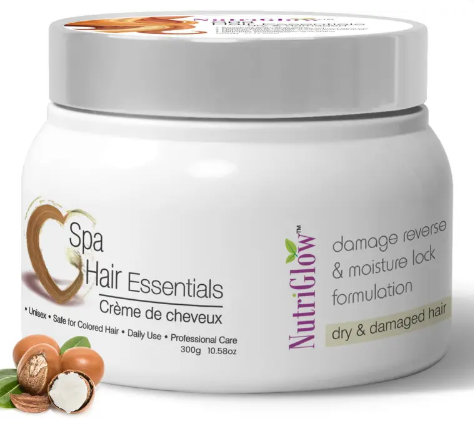 NutriGlow™
Spa
Hair Essentials
Crème de cheveux
• Unisex • Safe for Colored Hair • Daily Use • Professional Care
300g 10.58oz
NutriGlow™
damage reverse
& moisture lock
formulation
dry & damaged hair